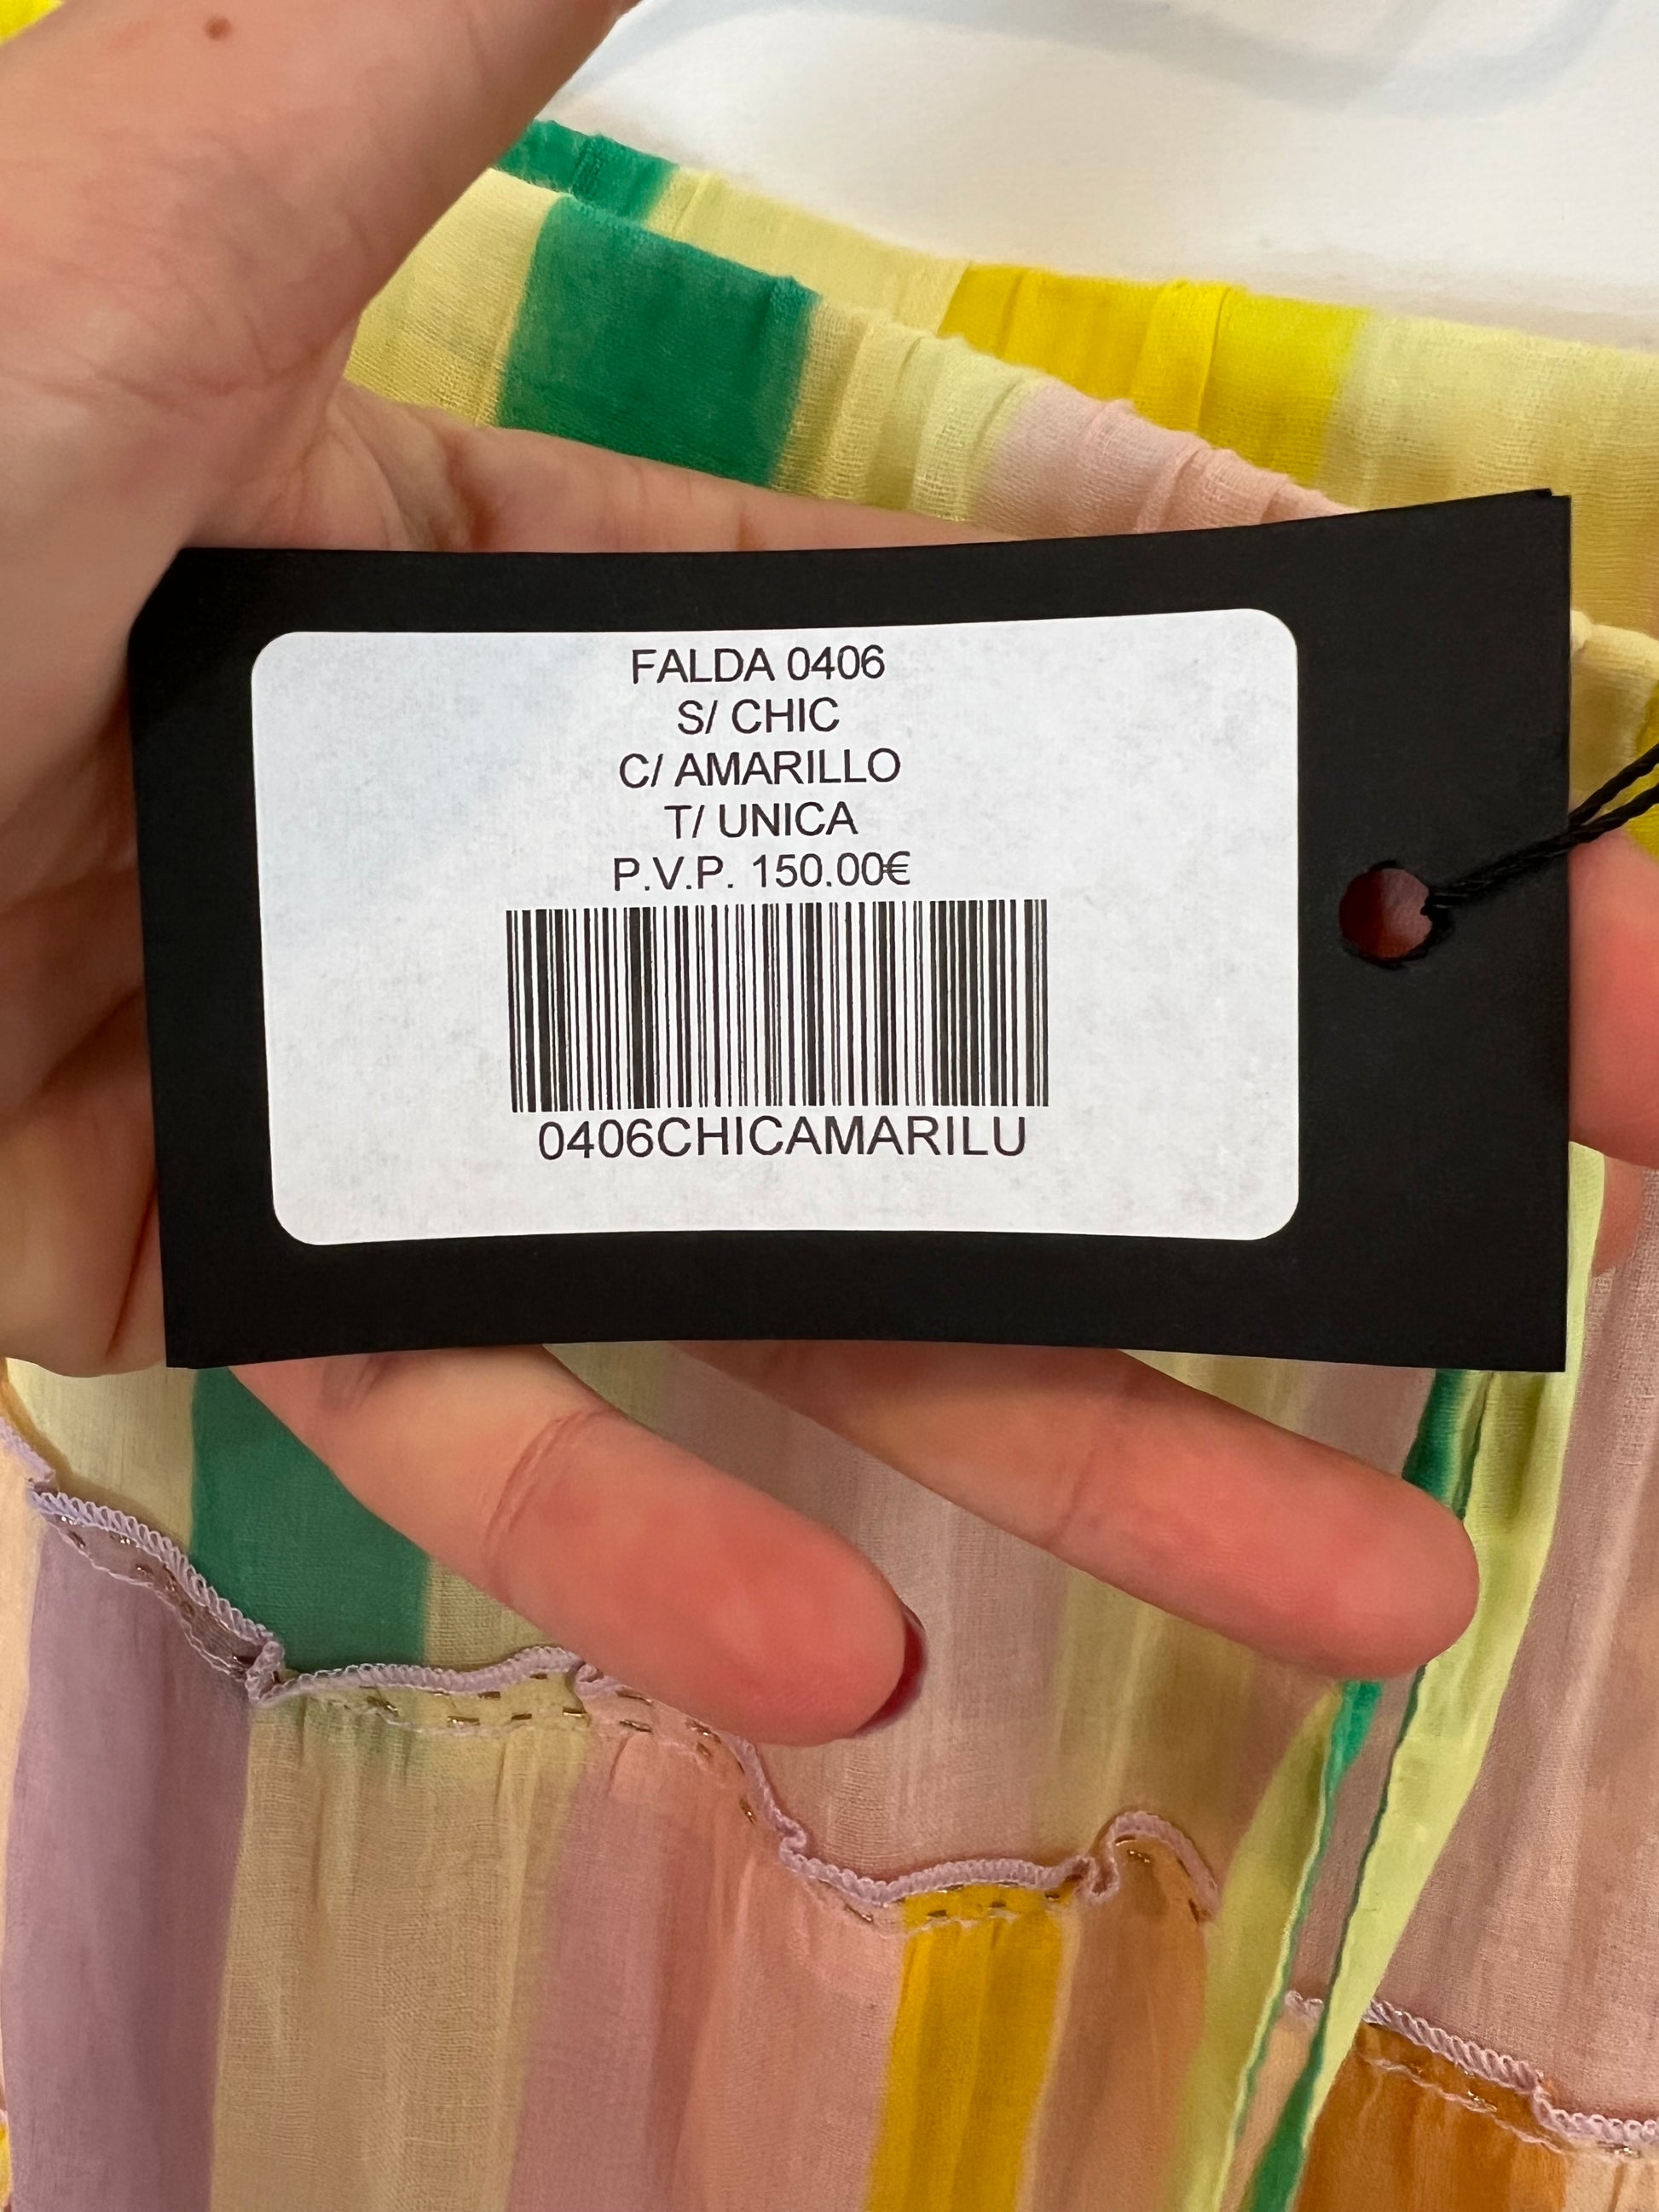 FALDA 0406
S/ CHIC
C/ AMARILLO
T/ UNICA
P.V.P. 150.00€
0406CHICAMARILU